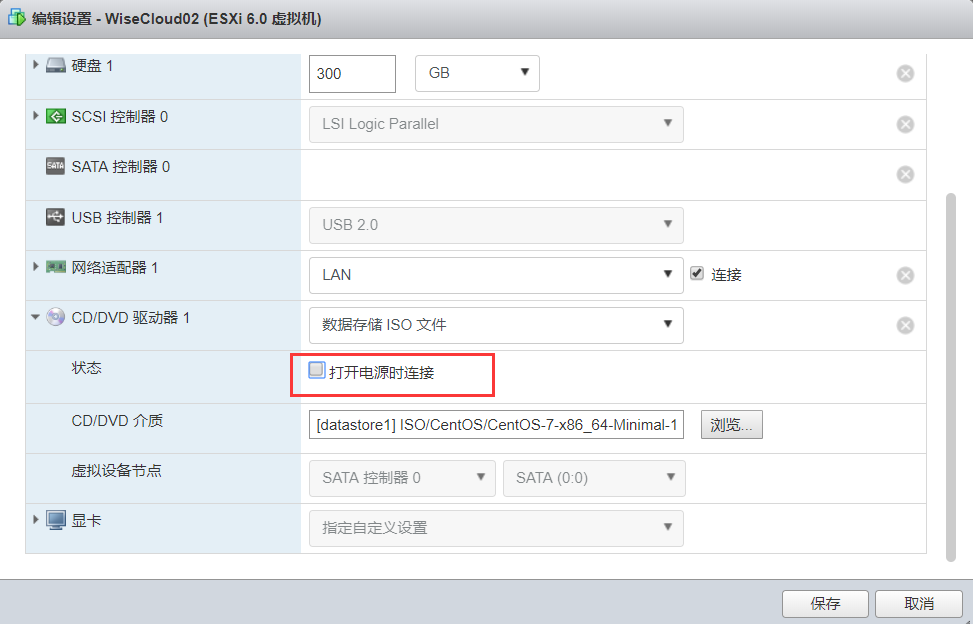 编辑设置 - WiseCloud02 (ESXi 6.0 虚拟机)
硬盘 1 300 GB
SCSI 控制器 0 LSI Logic Parallel
SATA SATA 控制器 0
USB 控制器 1 USB 2.0
网络适配器 1 LAN 连接
CD/DVD 驱动器 1 数据存储 ISO 文件
状态 打开电源时连接
CD/DVD 介质 [datastore1] ISO/CentOS/CentOS-7-x86_64-Minimal-1 浏览...
虚拟设备节点 SATA 控制器 0 SATA (0:0)
显卡 指定自定义设置
保存 取消